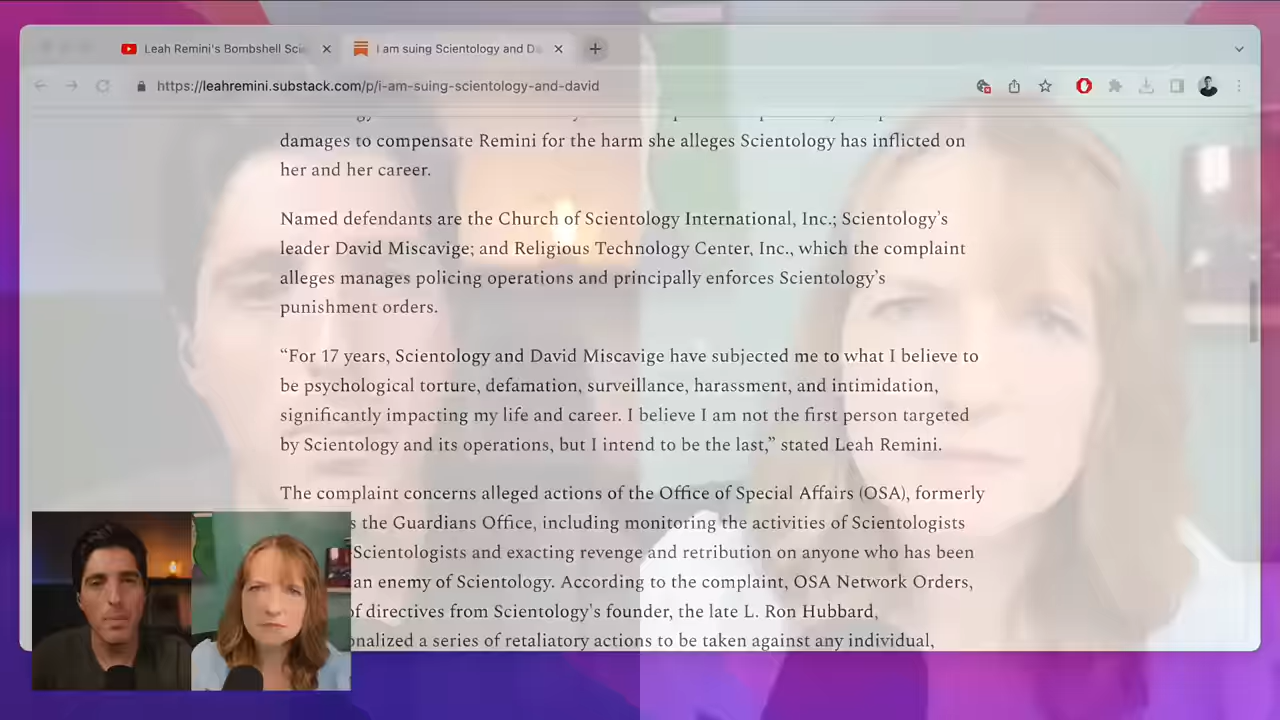 Leah Remini's Bombshell Scie
I am suing Scientology and Da
https://leahremini.substack.com/p/i-am-suing-scientology-and-david
damages to compensate Remini for the harm she alleges Scientology has inflicted on
her and her career.
Named defendants are the Church of Scientology International, Inc.; Scientology's
leader David Miscavige; and Religious Technology Center, Inc., which the complaint
alleges manages policing operations and principally enforces Scientology's
punishment orders.
“For 17 years, Scientology and David Miscavige have subjected me to what I believe to
be psychological torture, defamation, surveillance, harassment, and intimidation,
significantly impacting my life and career. I believe I am not the first person targeted
by Scientology and its operations, but I intend to be the last,” stated Leah Remini.
The complaint concerns alleged actions of the Office of Special Affairs (OSA), formerly
the Guardians Office, including monitoring the activities of Scientologists
Scientologists and exacting revenge and retribution on anyone who has been
an enemy of Scientology. According to the complaint, OSA Network Orders,
of directives from Scientology's founder, the late L. Ron Hubbard,
onalized a series of retaliatory actions to be taken against any individual,